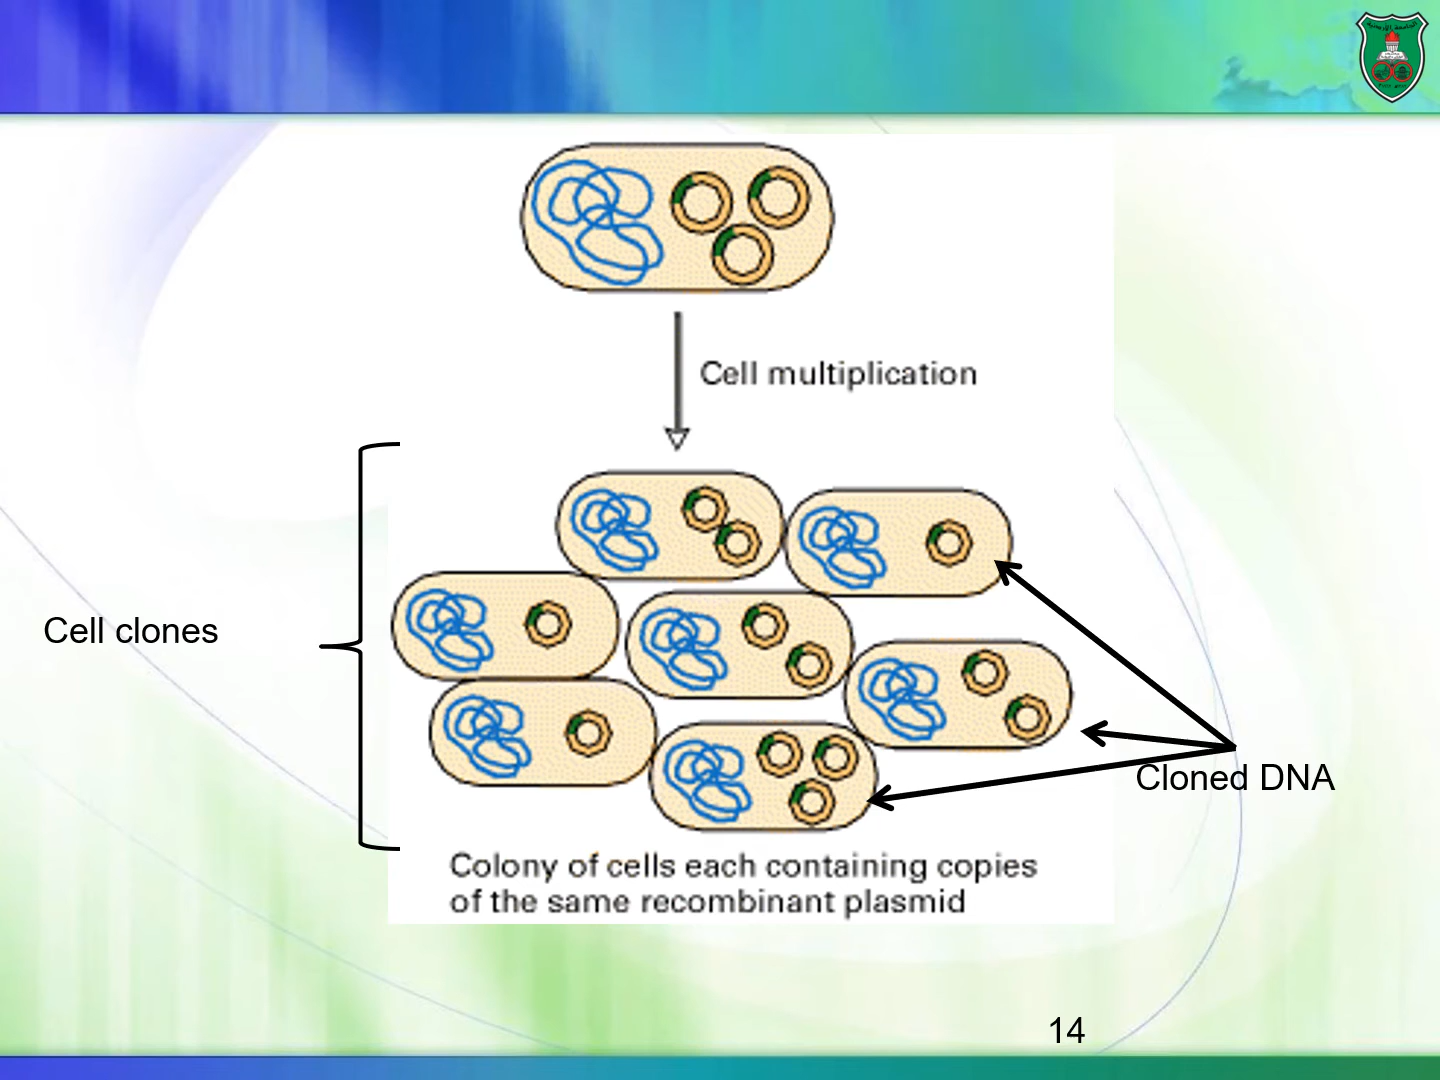 Cell multiplication
Cell clones
Cloned DNA
Colony of cells each containing copies
of the same recombinant plasmid
14